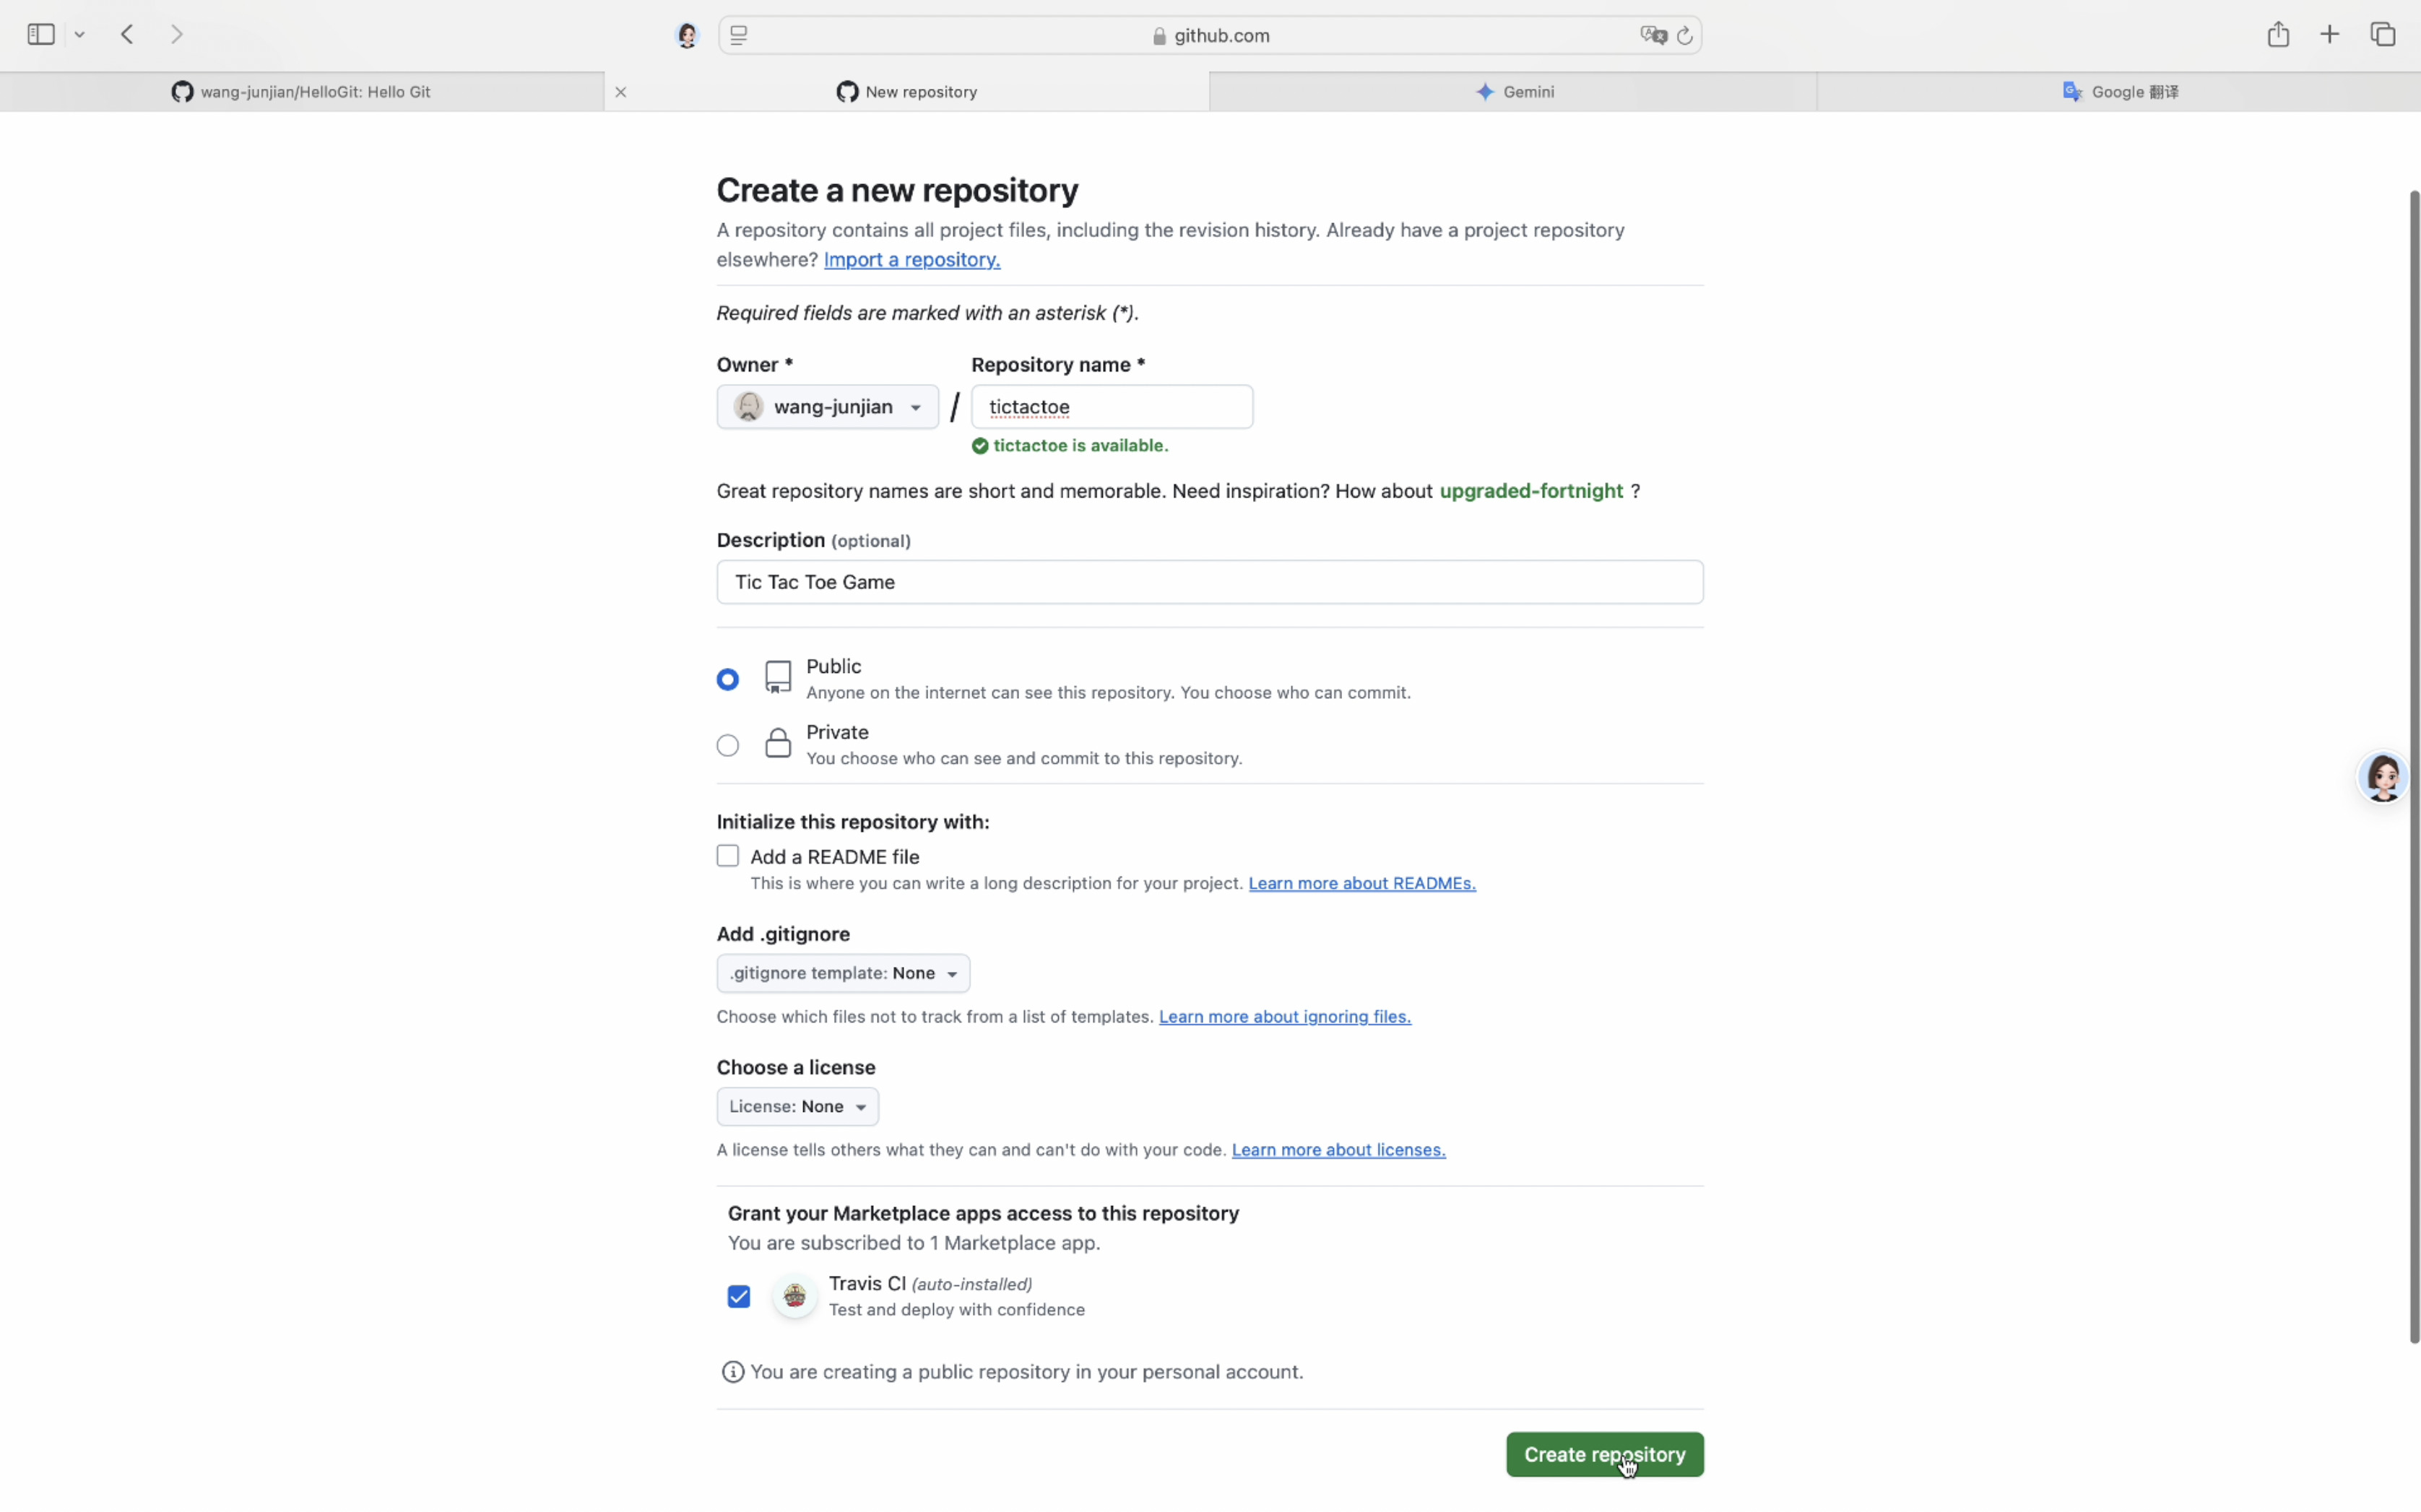 github.com
wang-junjian/HelloGit: Hello Git
New repository
Gemini
Google 翻译
Create a new repository
A repository contains all project files, including the revision history. Already have a project repository
elsewhere? Import a repository.
Required fields are marked with an asterisk (*).
Owner *
Repository name *
wang-junjian
/
tictactoe
tictactoe is available.
Great repository names are short and memorable. Need inspiration? How about upgraded-fortnight ?
Description (optional)
Tic Tac Toe Game
Public
Anyone on the internet can see this repository. You choose who can commit.
Private
You choose who can see and commit to this repository.
Initialize this repository with:
Add a README file
This is where you can write a long description for your project. Learn more about READMEs.
Add .gitignore
.gitignore template: None
Choose which files not to track from a list of templates. Learn more about ignoring files.
Choose a license
License: None
A license tells others what they can and can't do with your code. Learn more about licenses.
Grant your Marketplace apps access to this repository
You are subscribed to 1 Marketplace app.
Travis CI (auto-installed)
Test and deploy with confidence
You are creating a public repository in your personal account.
Create repository